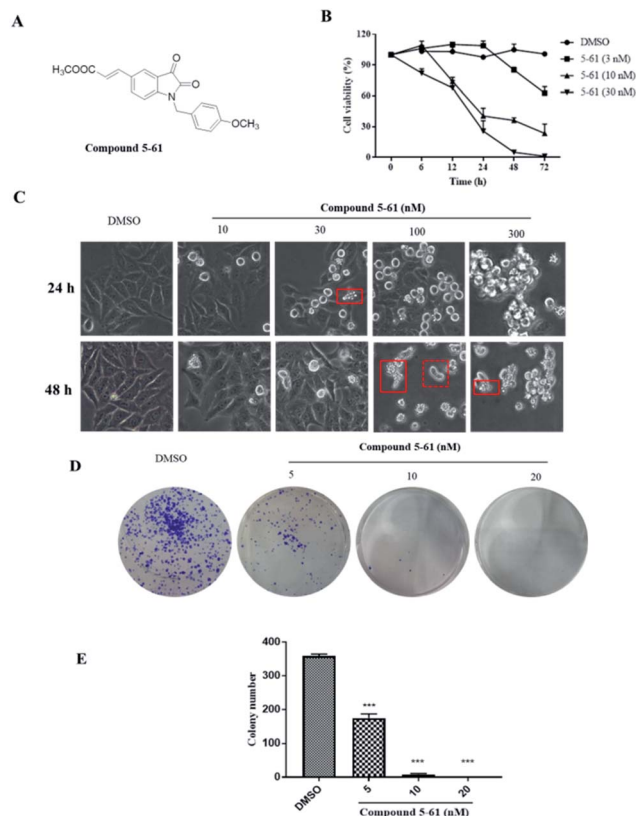 A
H₃COOC
O
O
N
OCH₃
Compound 5-61
B
Cell viability (%)
120
90
60
30
0
0 6 12 24 48 72
Time (h)
DMSO
5-61 (3 nM)
5-61 (10 nM)
5-61 (30 nM)
C
Compound 5-61 (nM)
DMSO 10 30 100 300
24 h
48 h
D
Compound 5-61 (nM)
DMSO 5 10 20
E
Colony number
400
300
200
100
0
*** *** ***
DMSO 5 10 20
Compound 5-61 (nM)